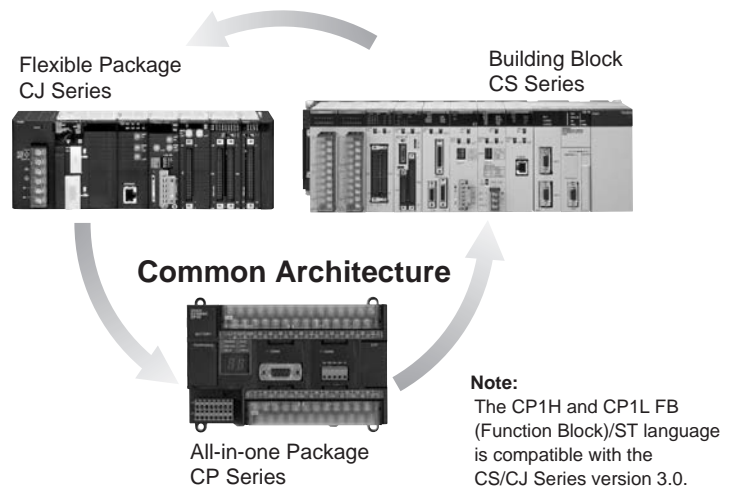 Flexible Package
CJ Series
Building Block
CS Series
Common Architecture
All-in-one Package
CP Series
Note:
The CP1H and CP1L FB
(Function Block)/ST language
is compatible with the
CS/CJ Series version 3.0.